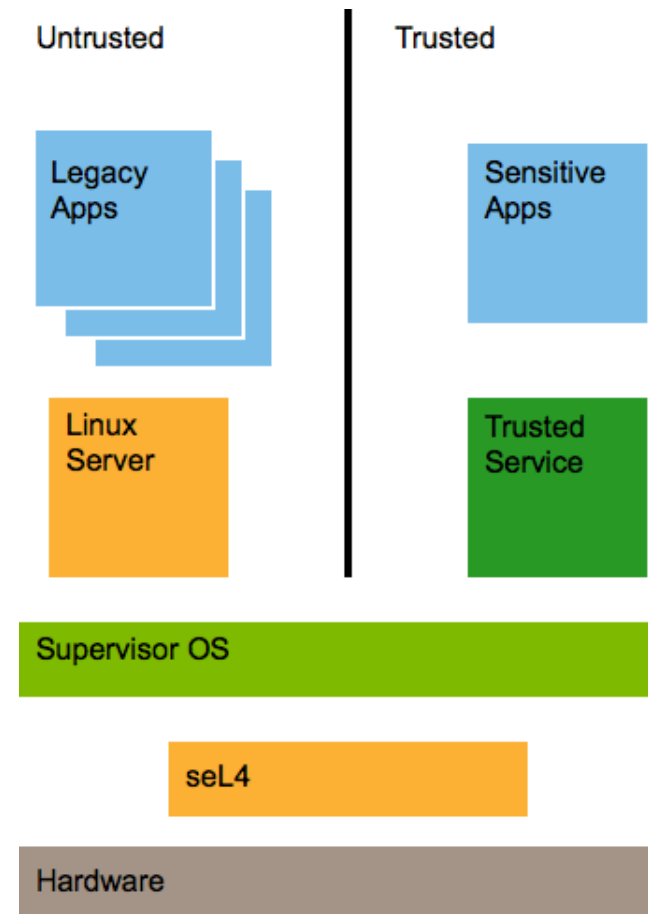 Untrusted
Trusted
Legacy
Apps
Sensitive
Apps
Linux
Server
Trusted
Service
Supervisor OS
seL4
Hardware